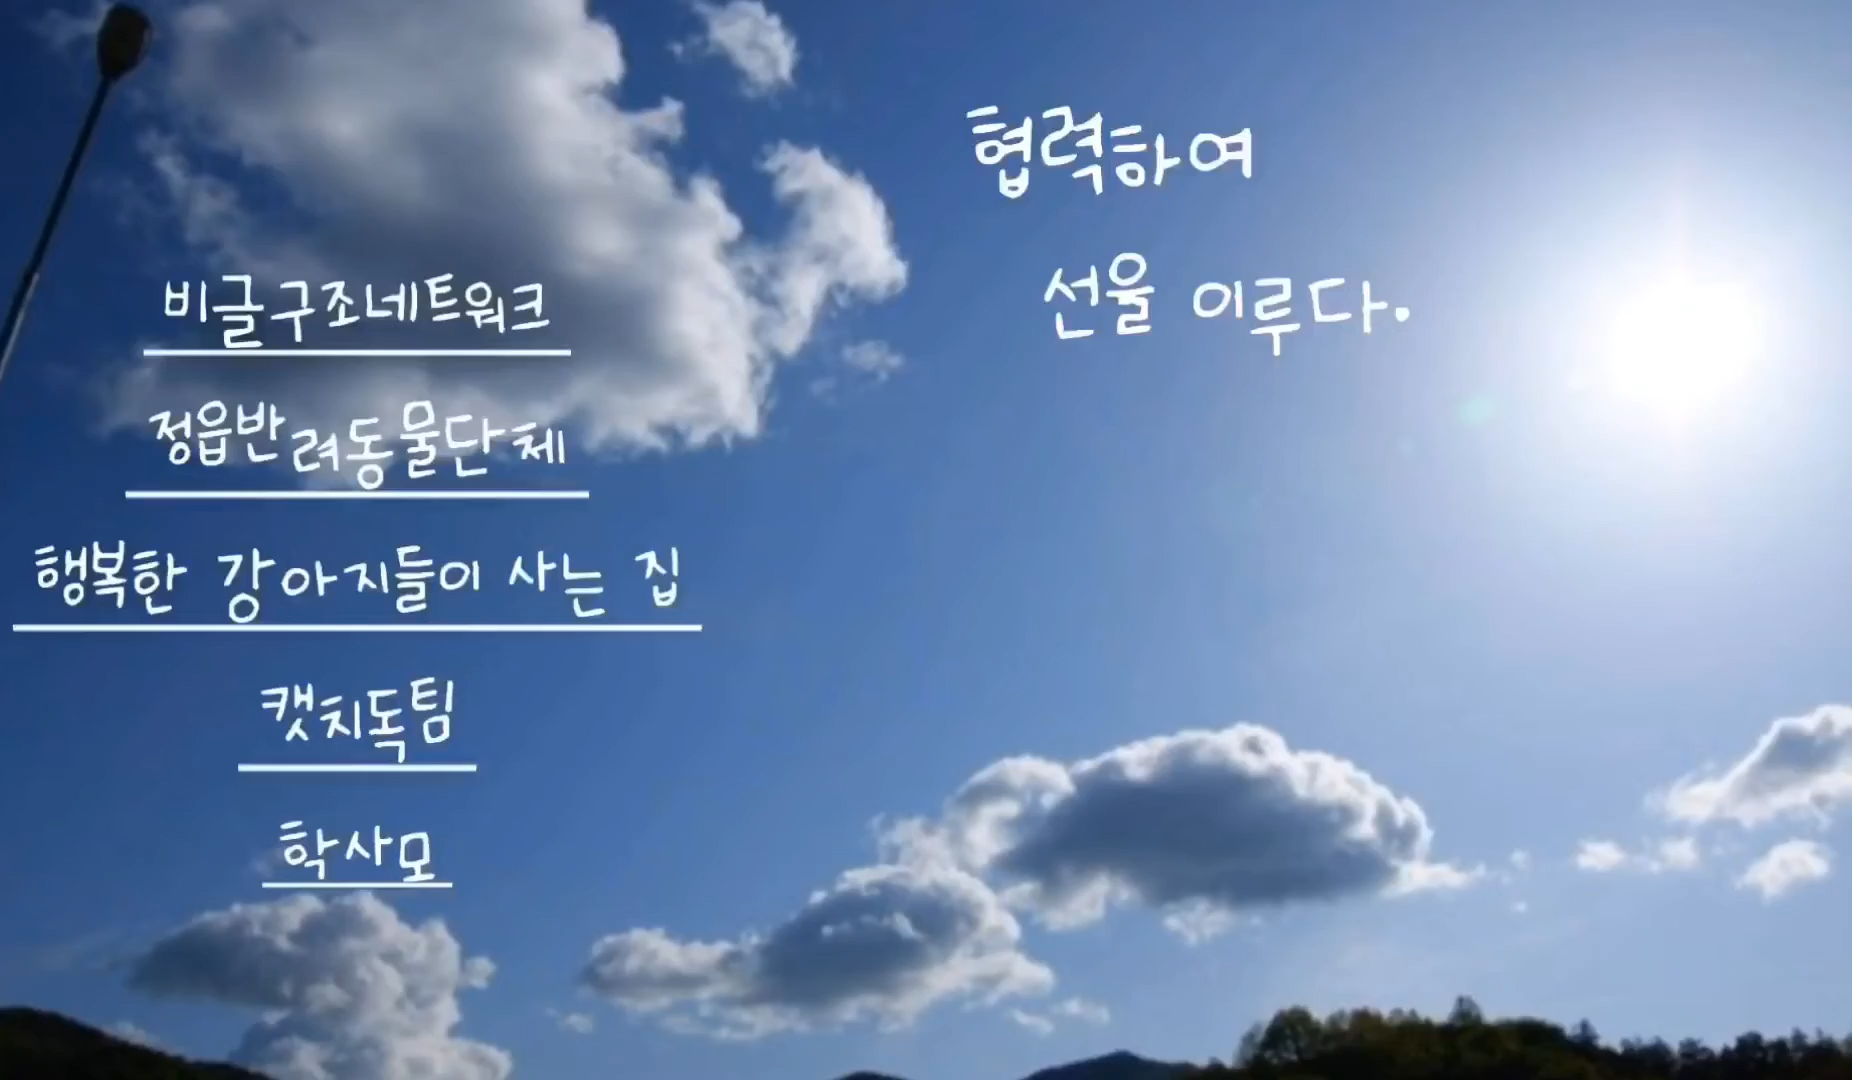 협력하여
선율 이루다.
비글구조네트워크
정읍반려동물단체
행복한 강아지들이 사는 집
캣치독팀
학사모